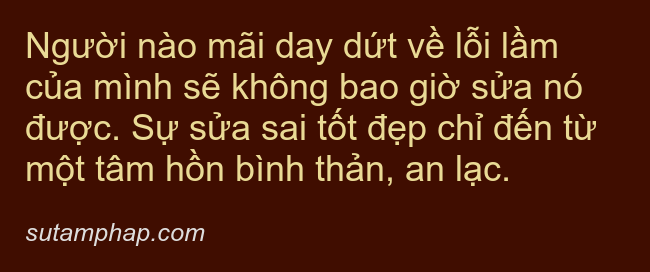 Người nào mãi day dứt về lỗi lầm
của mình sẽ không bao giờ sửa nó
được. Sự sửa sai tốt đẹp chỉ đến từ
một tâm hồn bình thản, an lạc.
sutamphap.com